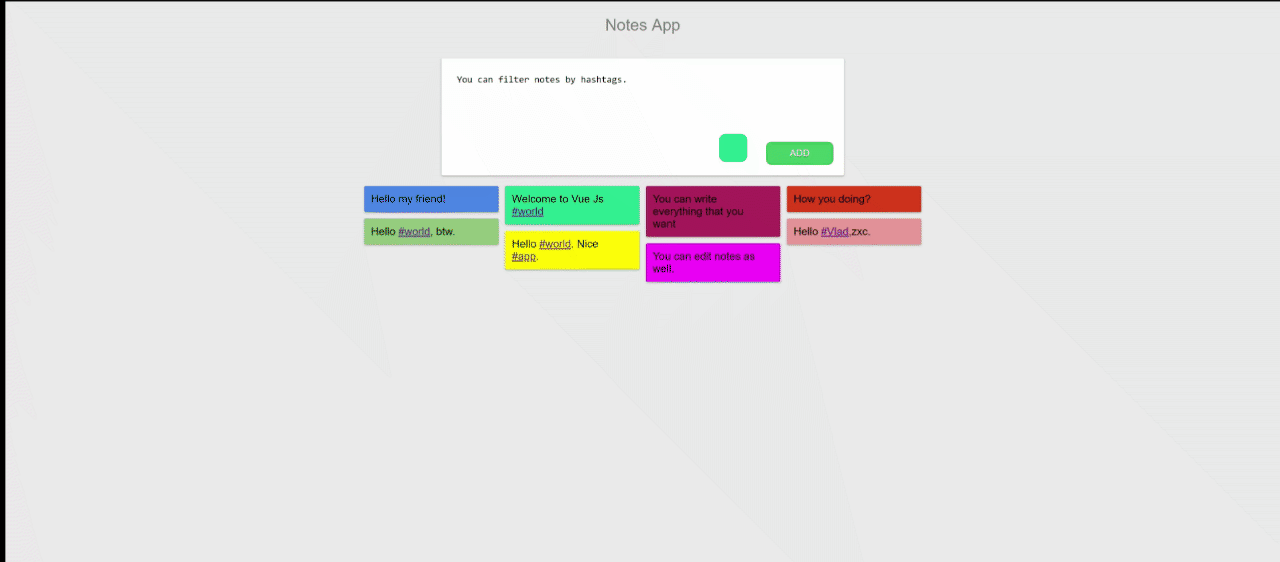 Notes App
You can filter notes by hashtags.
ADD
Hello my friend!
Welcome to Vue Js
#world
You can write
everything that you
want
How you doing?
Hello #world, btw.
Hello #world. Nice
#app.
You can edit notes as
well.
Hello #Vlad.zxc.